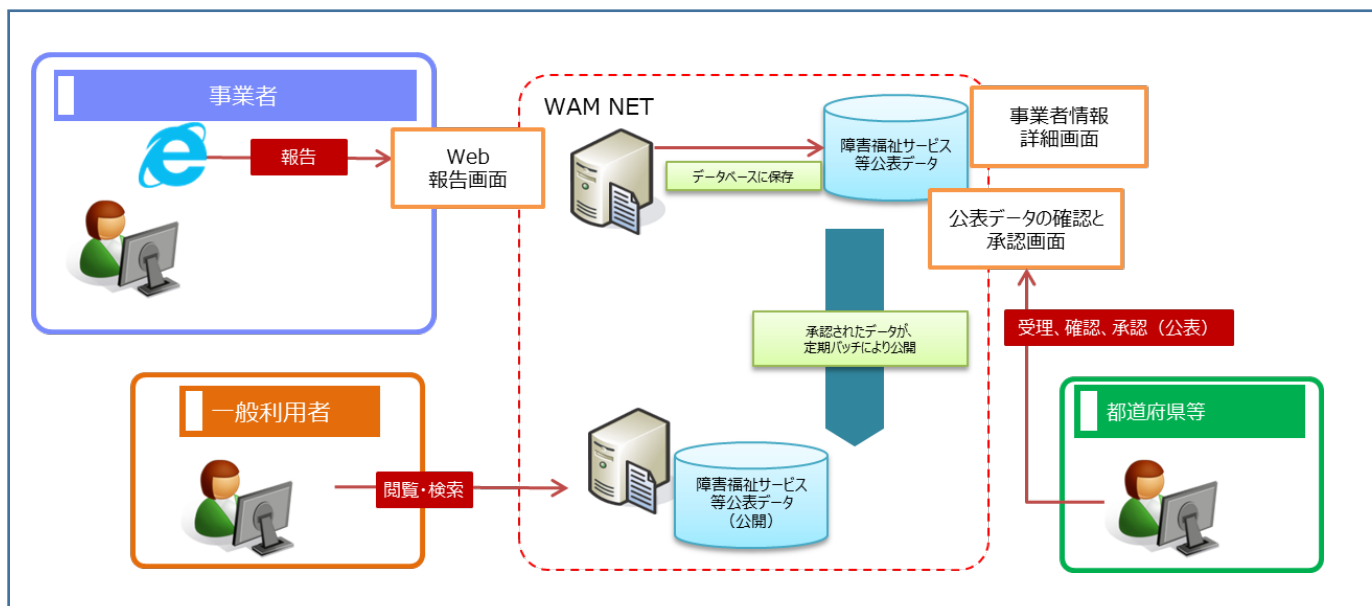 事業者
報告
Web
報告画面
WAM NET
データベースに保存
障害福祉サービス
等公表データ
事業者情報
詳細画面
公表データの確認と
承認画面
承認されたデータが、
定期バッチにより公開
受理、確認、承認（公表）
一般利用者
閲覧・検索
障害福祉サービス
等公表データ
（公開）
都道府県等